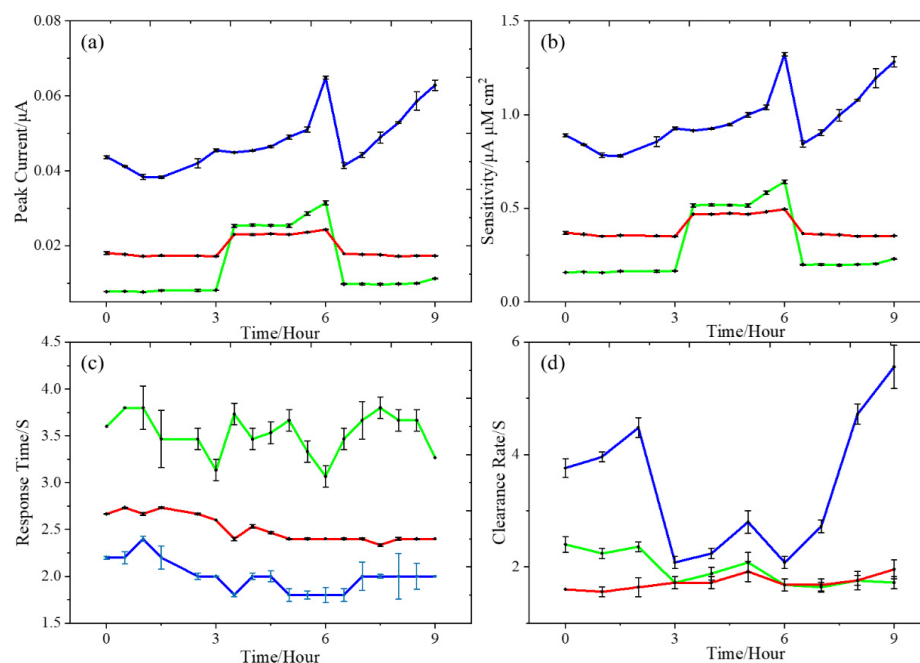 (a)
Peak Current/μA
0.08
0.06
0.04
0.02
0 3 6 9
Time/Hour
(b)
Sensitivity/μA μM cm²
1.5
1.0
0.5
0.0
0 3 6 9
Time/Hour
(c)
Response Time/S
4.5
4.0
3.5
3.0
2.5
2.0
1.5
0 3 6 9
Time/Hour
(d)
Clearance Rate/S
6
4
2
0 3 6 9
Time/Hour